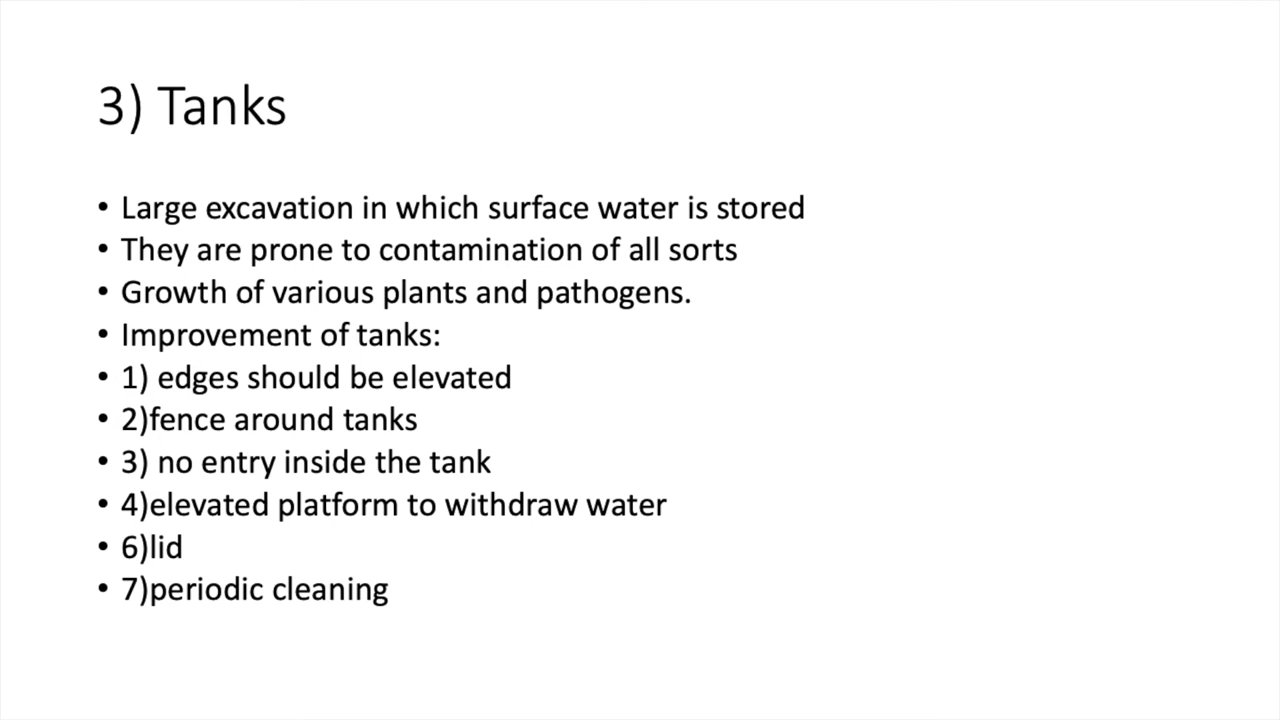 3) Tanks
• Large excavation in which surface water is stored
• They are prone to contamination of all sorts
• Growth of various plants and pathogens.
• Improvement of tanks:
• 1) edges should be elevated
• 2)fence around tanks
• 3) no entry inside the tank
• 4)elevated platform to withdraw water
• 6)lid
• 7)periodic cleaning